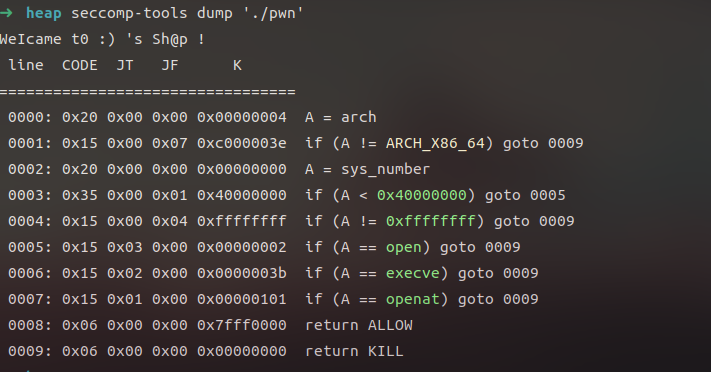 → heap seccomp-tools dump './pwn'
WeIcame t0 :) 's Sh@p !
line CODE JT JF K
=================================
0000: 0x20 0x00 0x00 0x00000004 A = arch
0001: 0x15 0x00 0x07 0xc000003e if (A != ARCH_X86_64) goto 0009
0002: 0x20 0x00 0x00 0x00000000 A = sys_number
0003: 0x35 0x00 0x01 0x40000000 if (A < 0x40000000) goto 0005
0004: 0x15 0x00 0x04 0xffffffff if (A != 0xffffffff) goto 0009
0005: 0x15 0x03 0x00 0x00000002 if (A == open) goto 0009
0006: 0x15 0x02 0x00 0x0000003b if (A == execve) goto 0009
0007: 0x15 0x01 0x00 0x00000101 if (A == openat) goto 0009
0008: 0x06 0x00 0x00 0x7fff0000 return ALLOW
0009: 0x06 0x00 0x00 0x00000000 return KILL